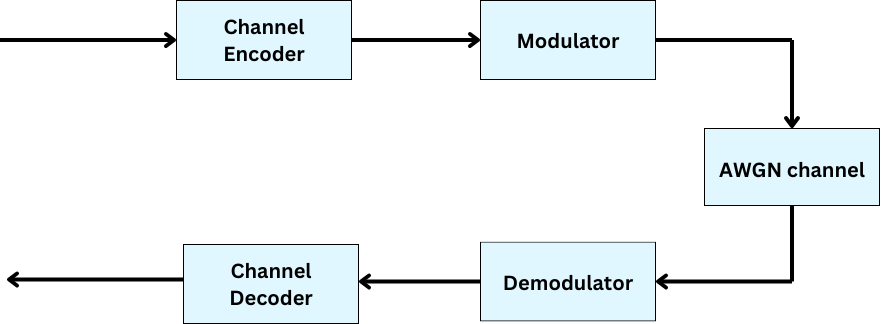 Channel
Encoder
Modulator
AWGN channel
Demodulator
Channel
Decoder